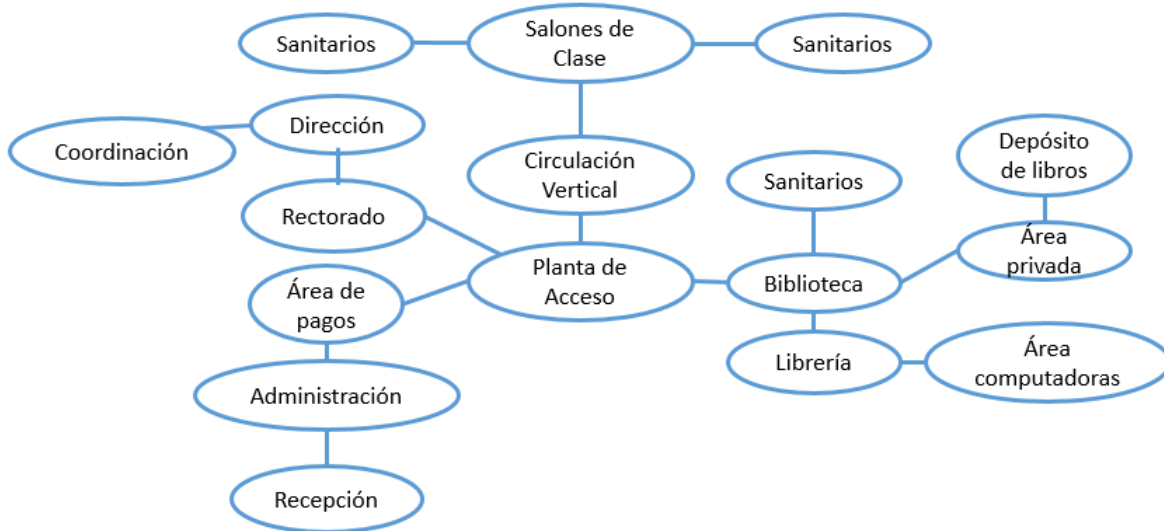 Sanitarios
Salones de
Clase
Sanitarios
Dirección
Coordinación
Circulación
Vertical
Sanitarios
Depósito
de libros
Rectorado
Área
privada
Planta de
Acceso
Biblioteca
Área de
pagos
Librería
Área
computadoras
Administración
Recepción